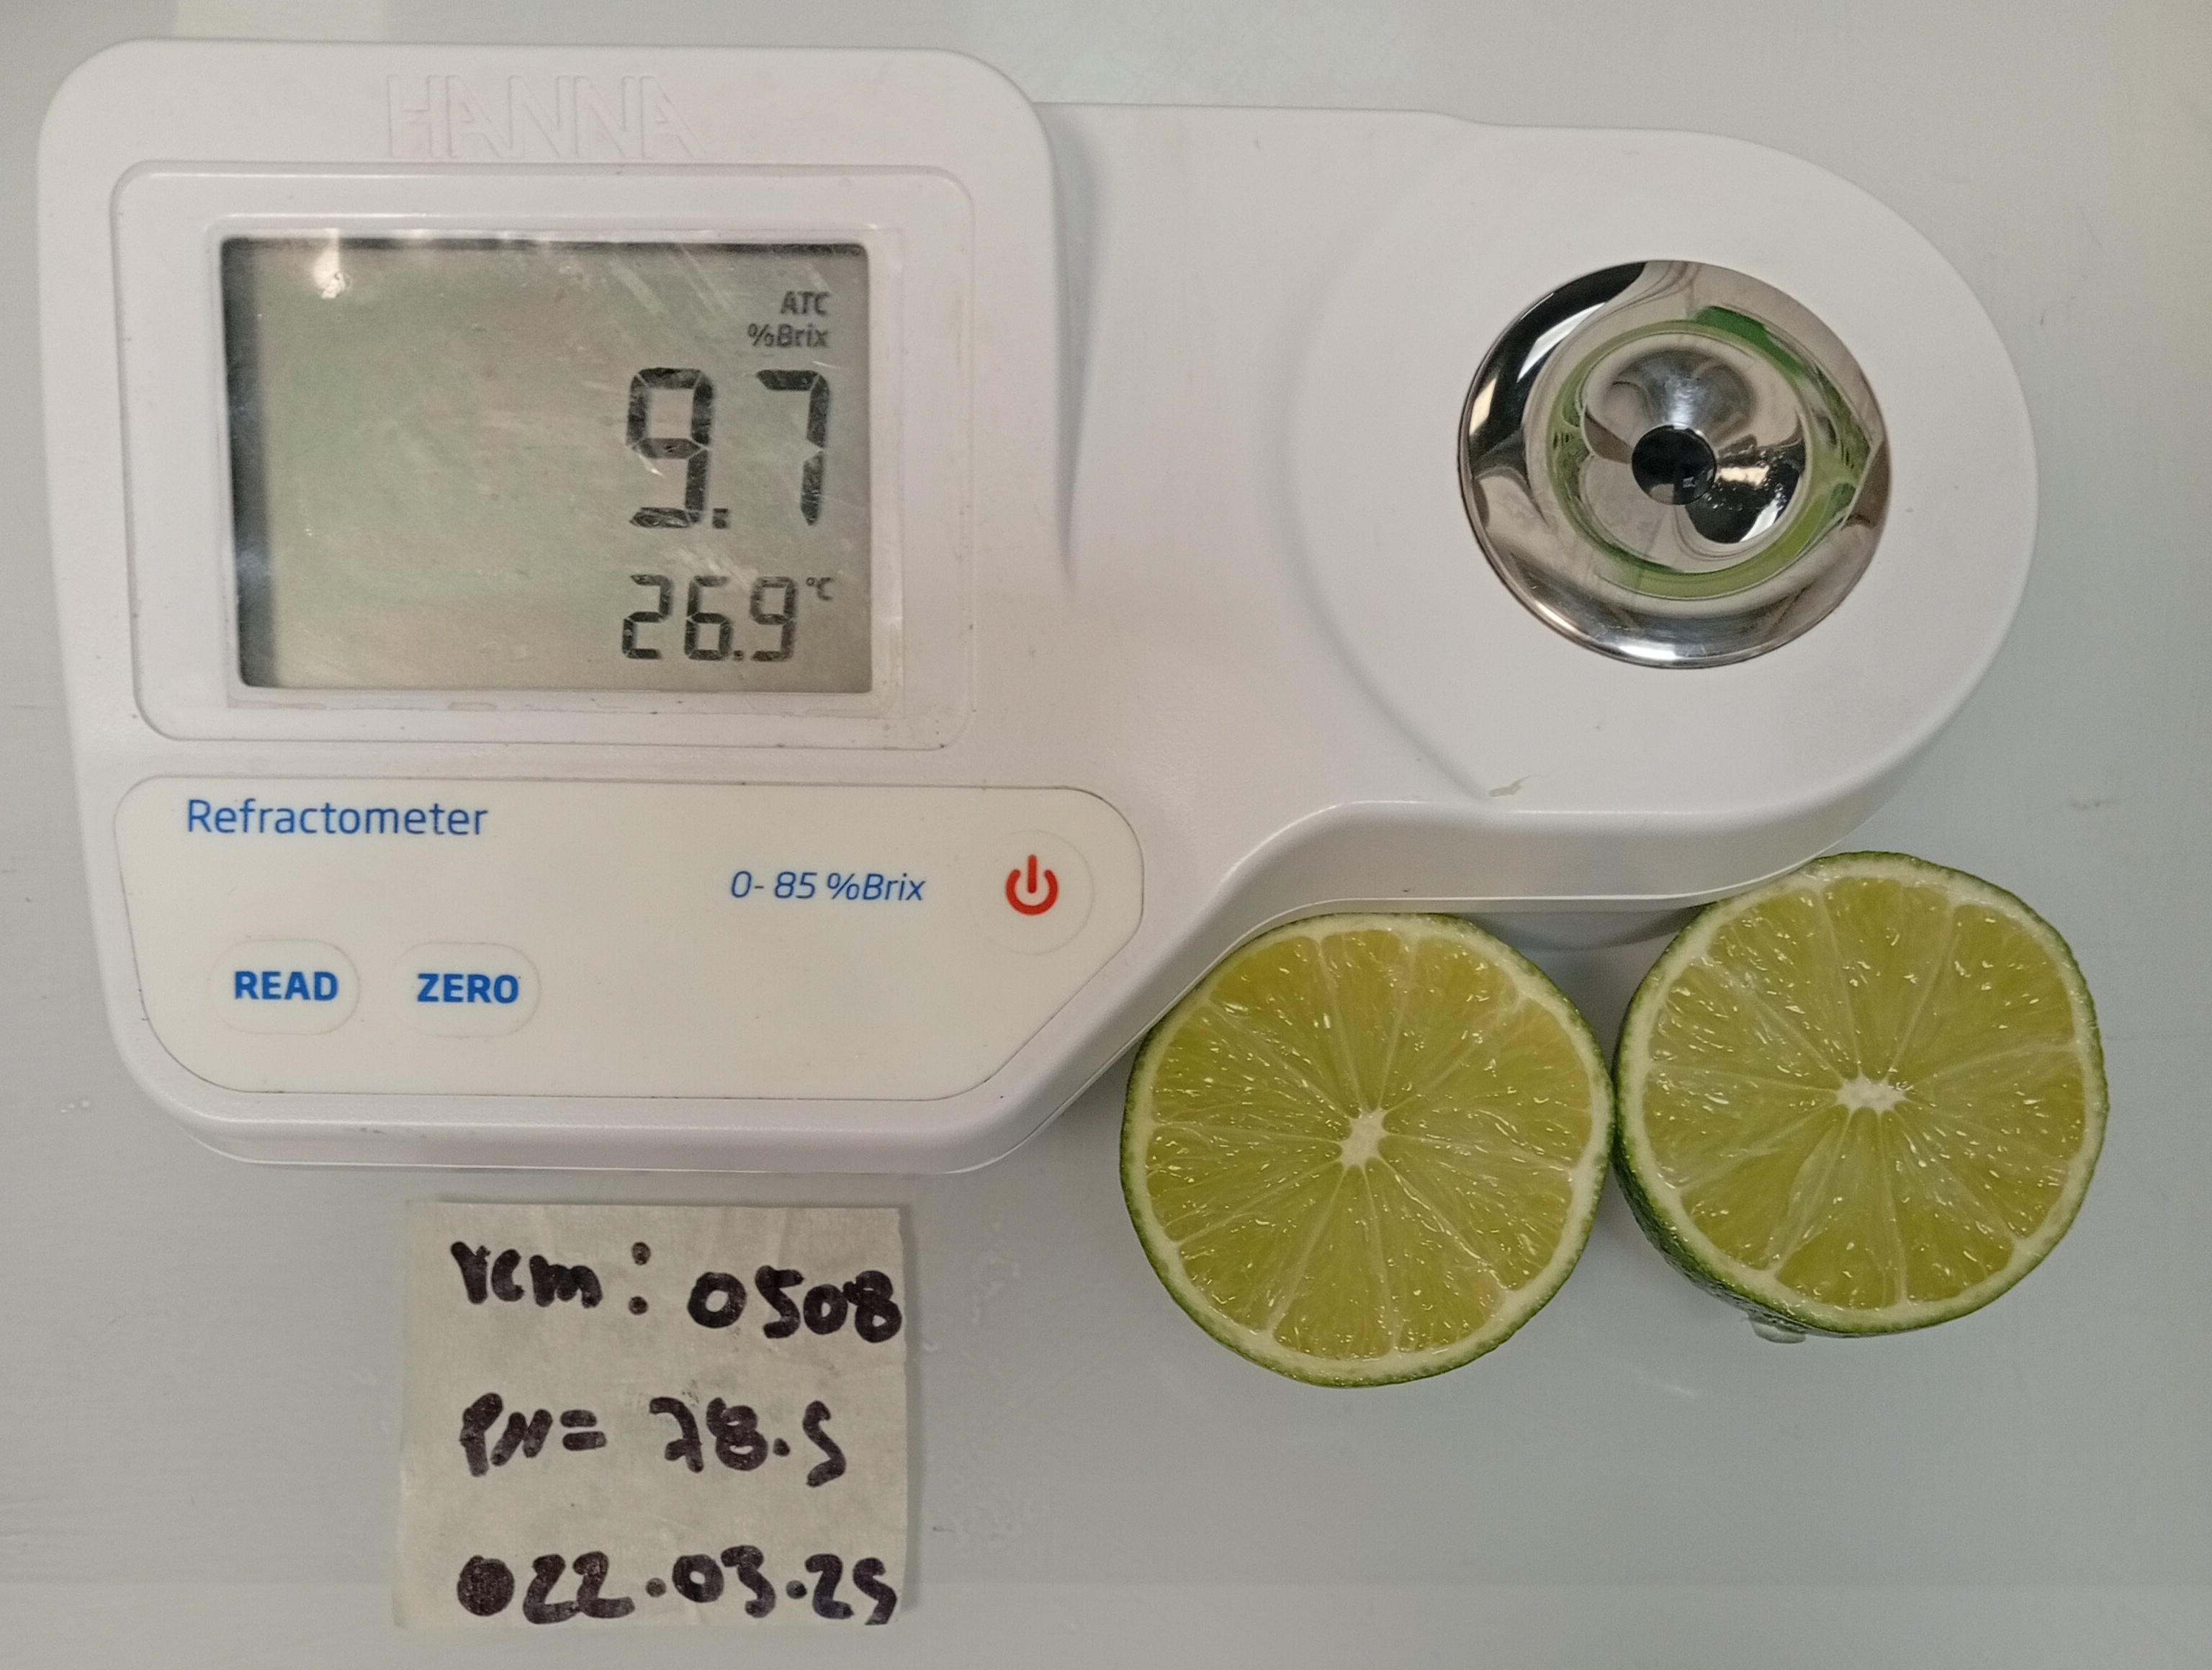 HANNA
ATC
%Brix
9.7
26.9°C
Refractometer
0-85 %Brix
READ
ZERO
rcm: 0508
PN= 78.5
022.03.25